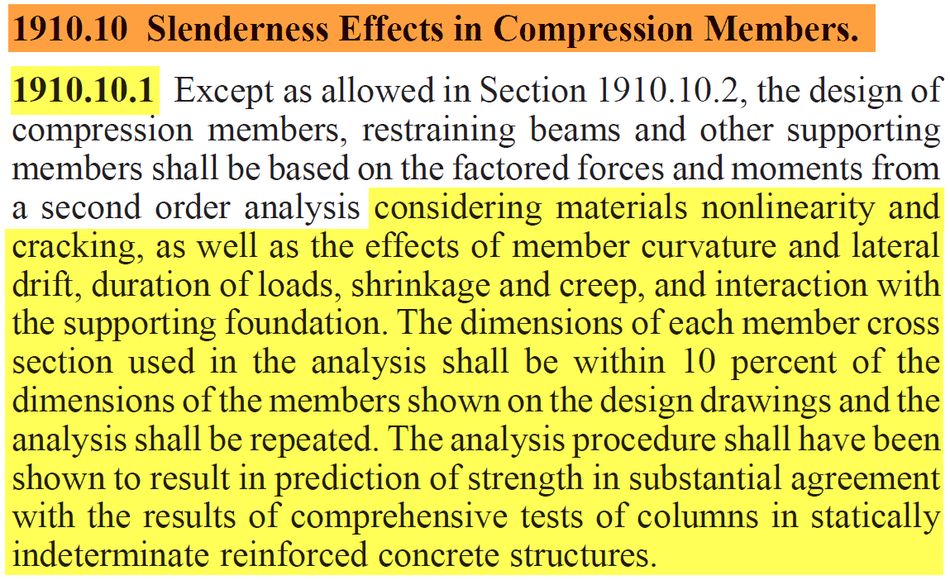 1910.10 Slenderness Effects in Compression Members.
1910.10.1 Except as allowed in Section 1910.10.2, the design of
compression members, restraining beams and other supporting
members shall be based on the factored forces and moments from
a second order analysis considering materials nonlinearity and
cracking, as well as the effects of member curvature and lateral
drift, duration of loads, shrinkage and creep, and interaction with
the supporting foundation. The dimensions of each member cross
section used in the analysis shall be within 10 percent of the
dimensions of the members shown on the design drawings and the
analysis shall be repeated. The analysis procedure shall have been
shown to result in prediction of strength in substantial agreement
with the results of comprehensive tests of columns in statically
indeterminate reinforced concrete structures.